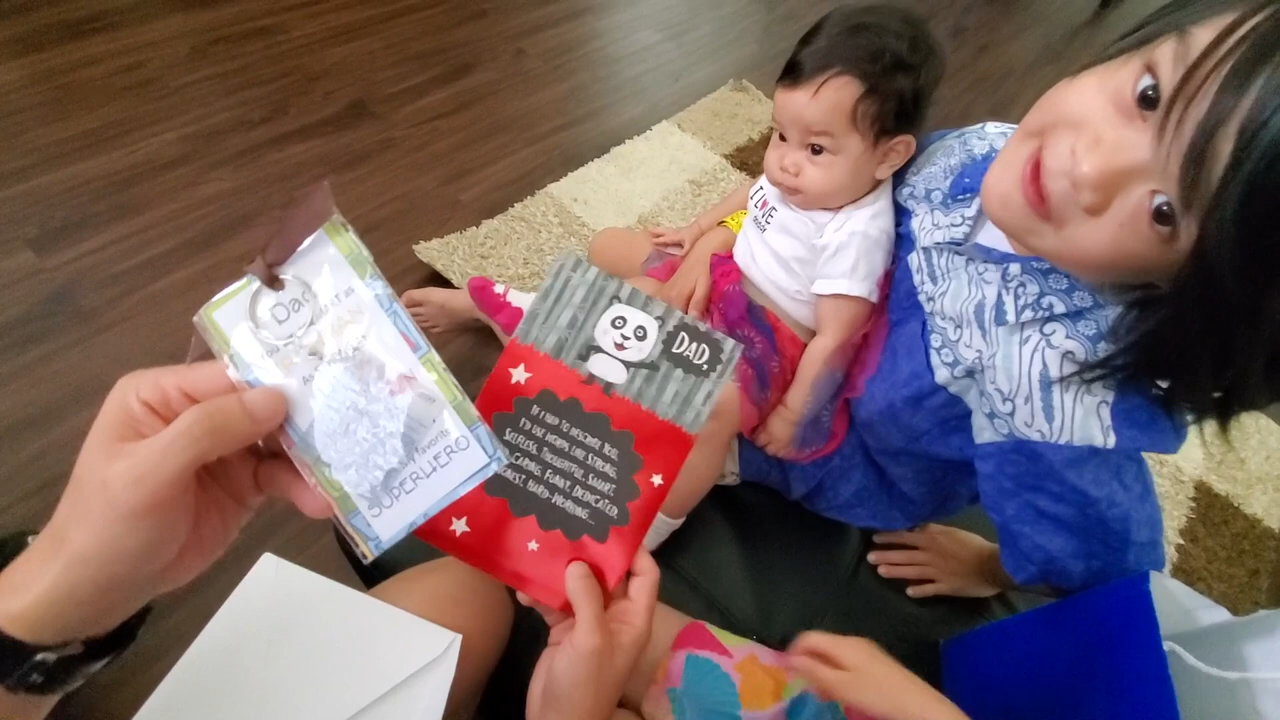 Dad
SUPERHERO
DAD,
IF I HAD TO DESCRIBE YOU,
I'D USE WORDS LIKE STRONG,
SELFLESS, THOUGHTFUL, SMART,
CARING, FUNNY, DEDICATED,
HARD-WORKING...
I LOVE
daddy